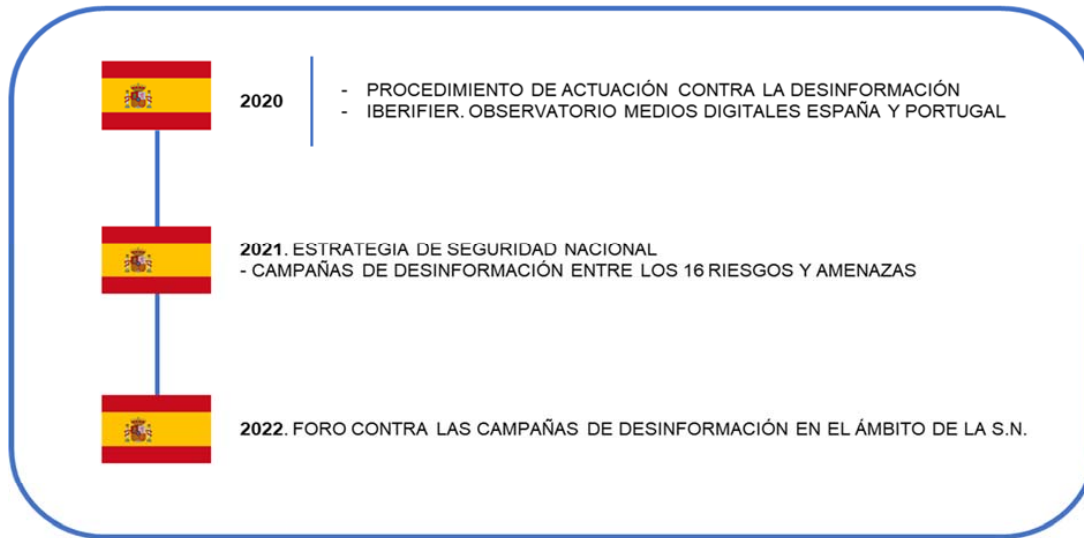 2020
- PROCEDIMIENTO DE ACTUACIÓN CONTRA LA DESINFORMACIÓN
- IBERIFIER. OBSERVATORIO MEDIOS DIGITALES ESPAÑA Y PORTUGAL
2021. ESTRATEGIA DE SEGURIDAD NACIONAL
- CAMPAÑAS DE DESINFORMACIÓN ENTRE LOS 16 RIESGOS Y AMENAZAS
2022. FORO CONTRA LAS CAMPAÑAS DE DESINFORMACIÓN EN EL ÁMBITO DE LA S.N.